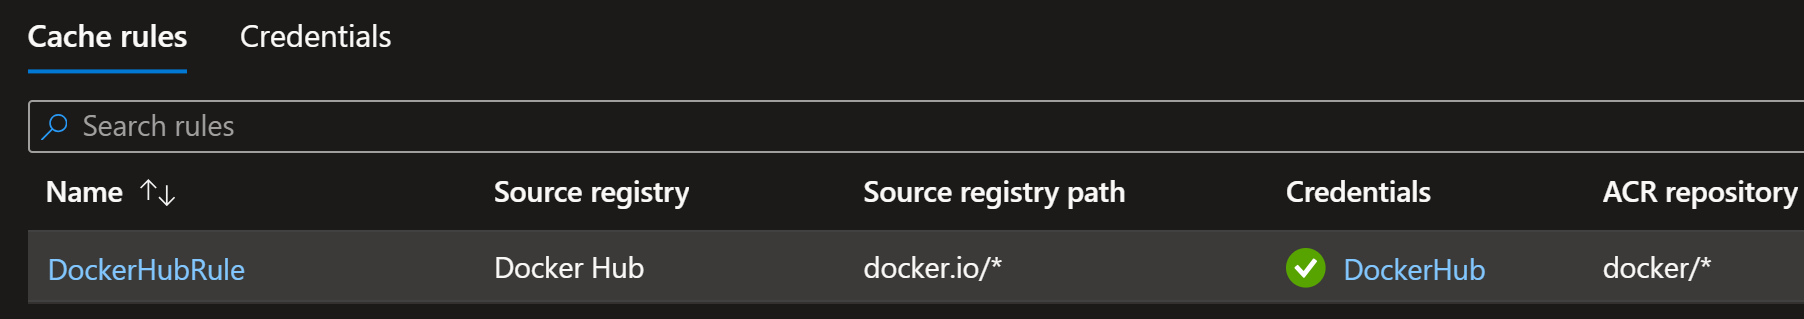 Cache rules Credentials
Search rules
Name ↑↓ Source registry Source registry path Credentials ACR repository
DockerHubRule Docker Hub docker.io/* DockerHub docker/*